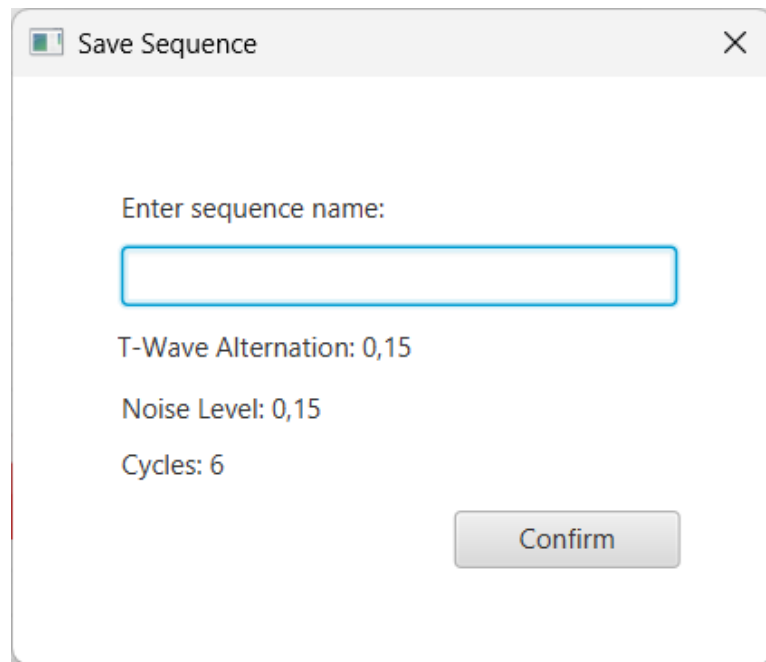 Save Sequence
Enter sequence name:
T-Wave Alternation: 0,15
Noise Level: 0,15
Cycles: 6
Confirm